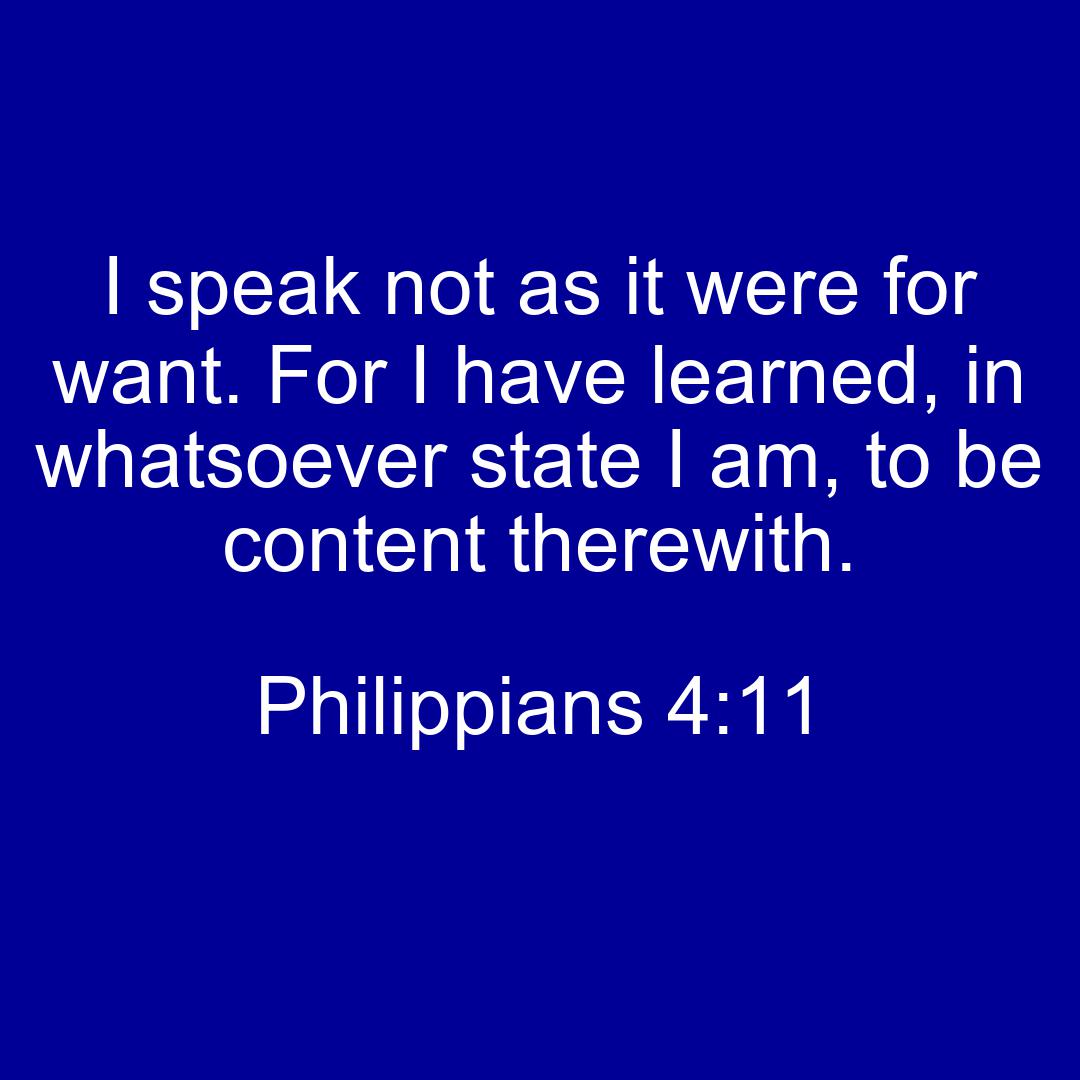 I speak not as it were for
want. For I have learned, in
whatsoever state I am, to be
content therewith.
Philippians 4:11